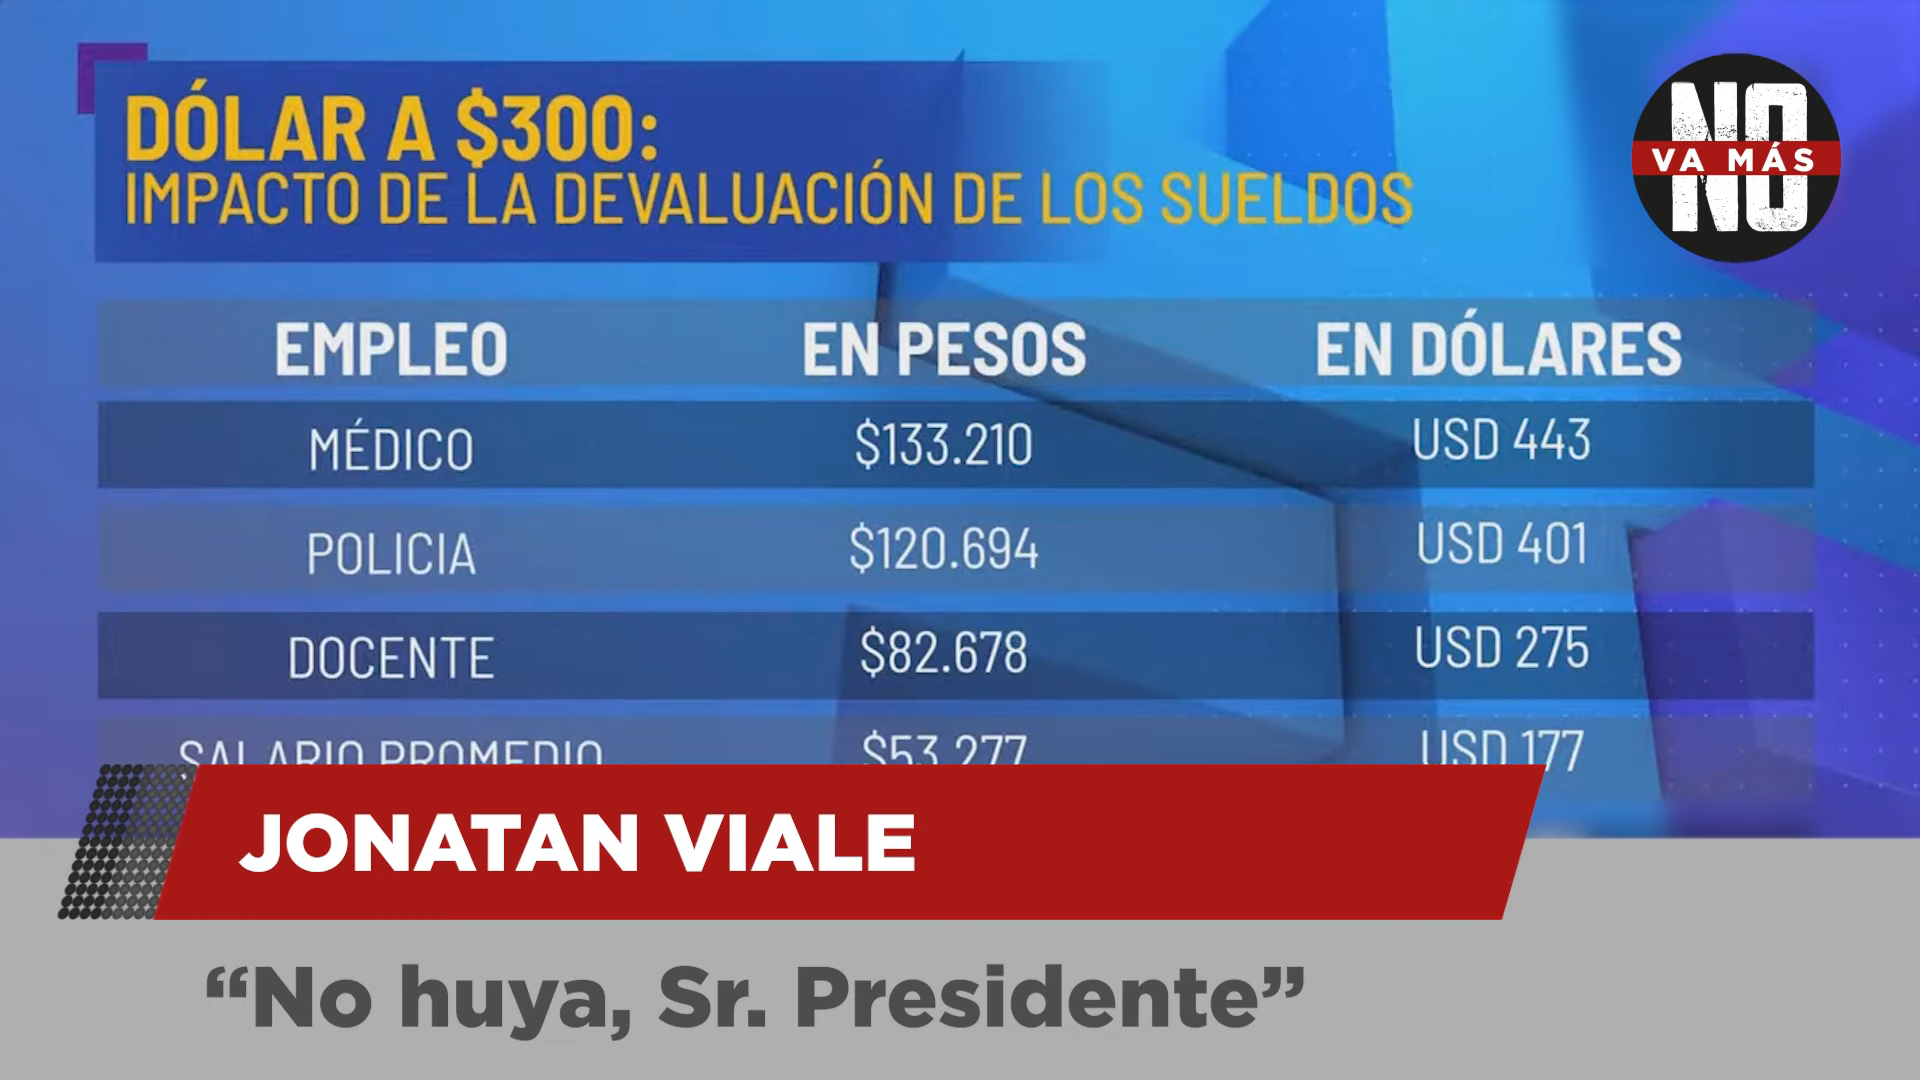 DÓLAR A $300:
IMPACTO DE LA DEVALUACIÓN DE LOS SUELDOS
NO
VA MÁS
NO
EMPLEO EN PESOS EN DÓLARES
MÉDICO $133.210 USD 443
POLICIA $120.694 USD 401
DOCENTE $82.678 USD 275
SALARIO PROMEDIO $53.277 USD 177
JONATAN VIALE
“No huya, Sr. Presidente”